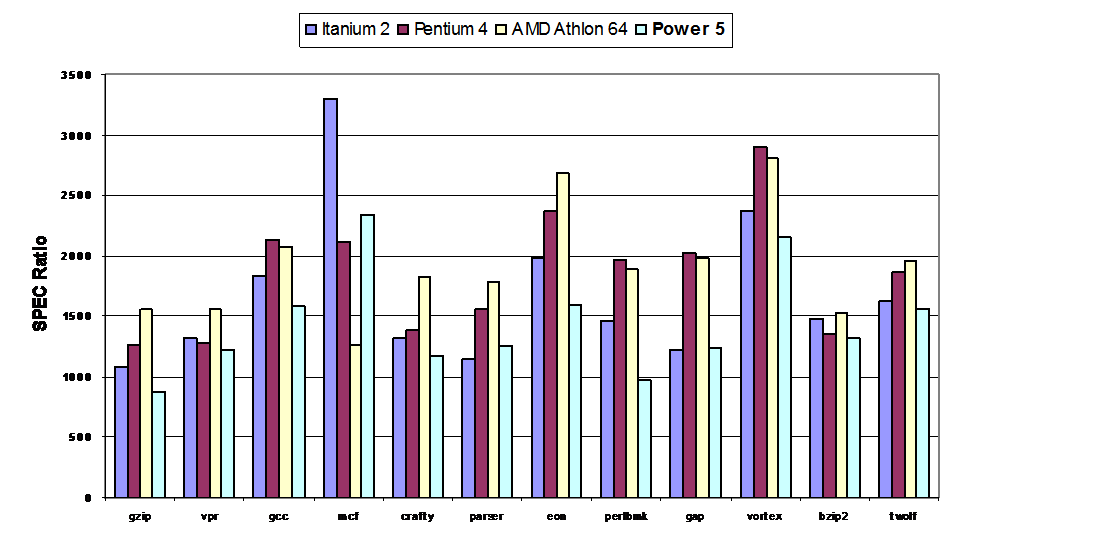 Itanium 2 Pentium 4 AMD Athlon 64 Power 5
SPEC Ratio
3500
3000
2500
2000
1500
1000
500
0
gzip vpr gcc mcf crafty parser eon perlbmk gap vortex bzip2 twolf